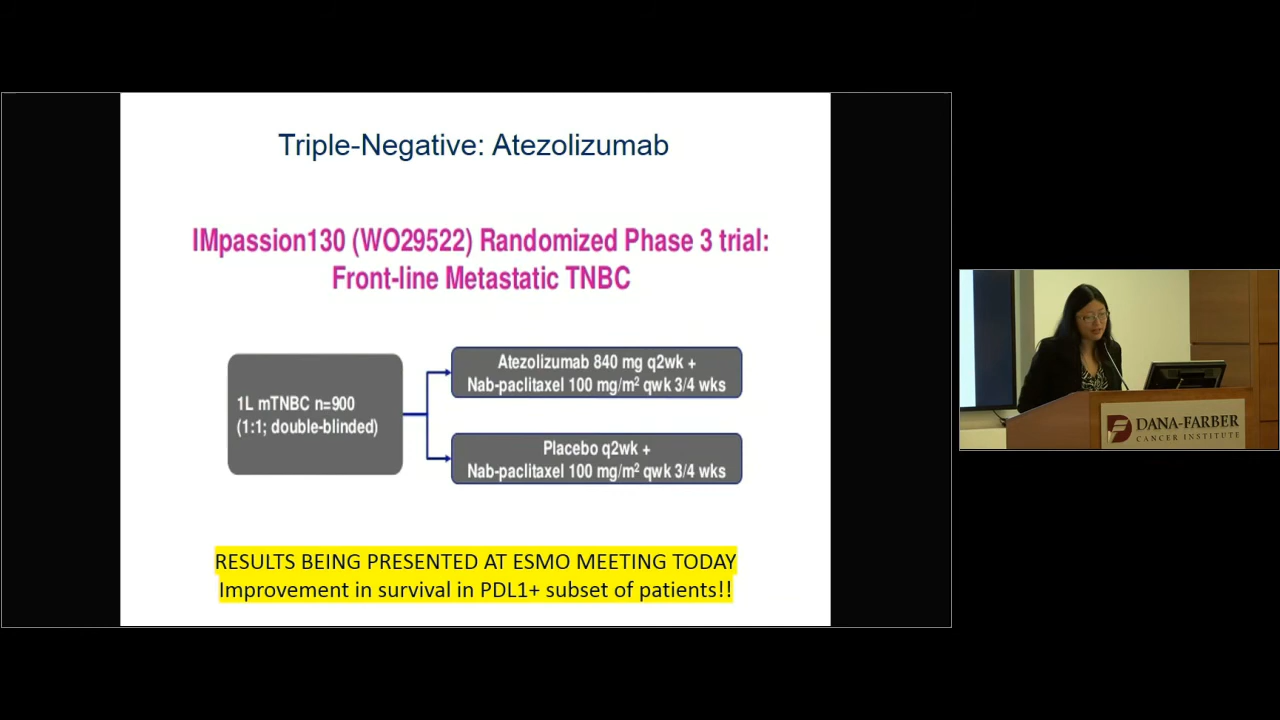 Triple-Negative: Atezolizumab
IMpassion130 (WO29522) Randomized Phase 3 trial:
Front-line Metastatic TNBC
1L mTNBC n=900
(1:1; double-blinded)
Atezolizumab 840 mg q2wk +
Nab-paclitaxel 100 mg/m² qwk 3/4 wks
Placebo q2wk +
Nab-paclitaxel 100 mg/m² qwk 3/4 wks
RESULTS BEING PRESENTED AT ESMO MEETING TODAY
Improvement in survival in PDL1+ subset of patients!!
DANA-FARBER
CANCER INSTITUTE